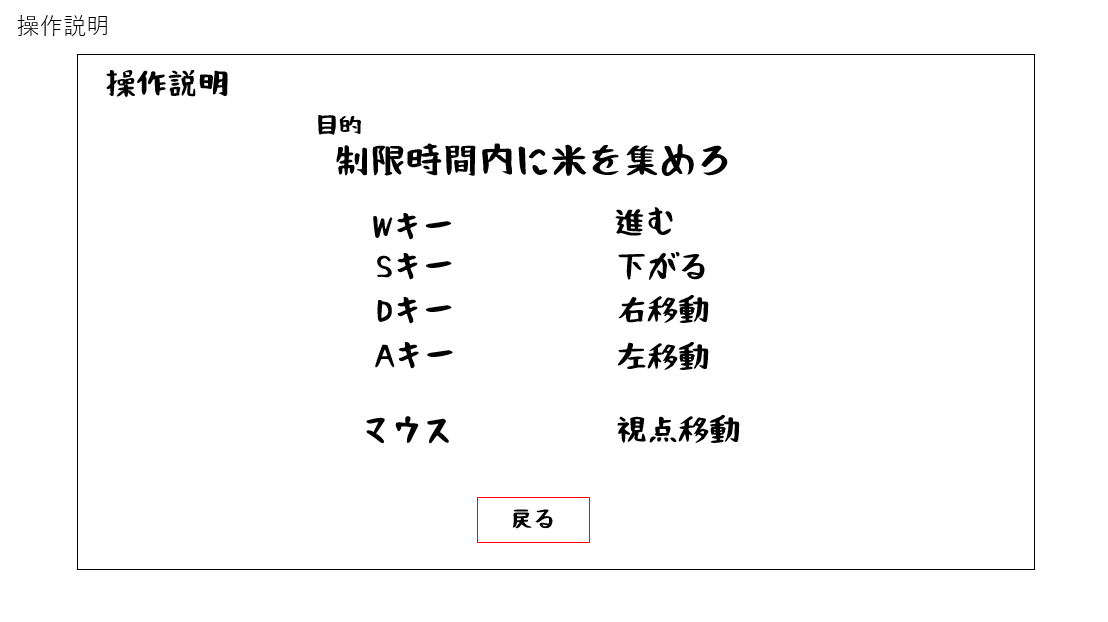 操作説明
操作説明
目的
制限時間内に米を集めろ
Wキー 進む
Sキー 下がる
Dキー 右移動
Aキー 左移動
マウス 視点移動
戻る